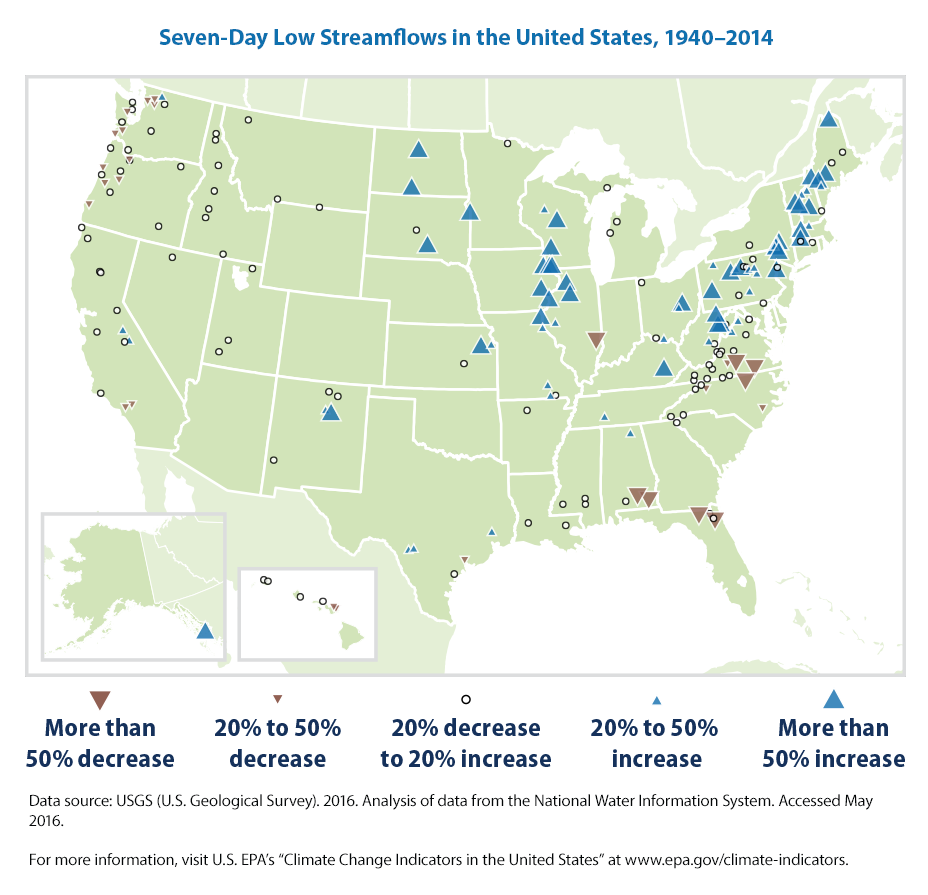 Seven-Day Low Streamflows in the United States, 1940–2014
More than
50% decrease
20% to 50%
decrease
20% decrease
to 20% increase
20% to 50%
increase
More than
50% increase
Data source: USGS (U.S. Geological Survey). 2016. Analysis of data from the National Water Information System. Accessed May
2016.
For more information, visit U.S. EPA’s “Climate Change Indicators in the United States” at www.epa.gov/climate-indicators.